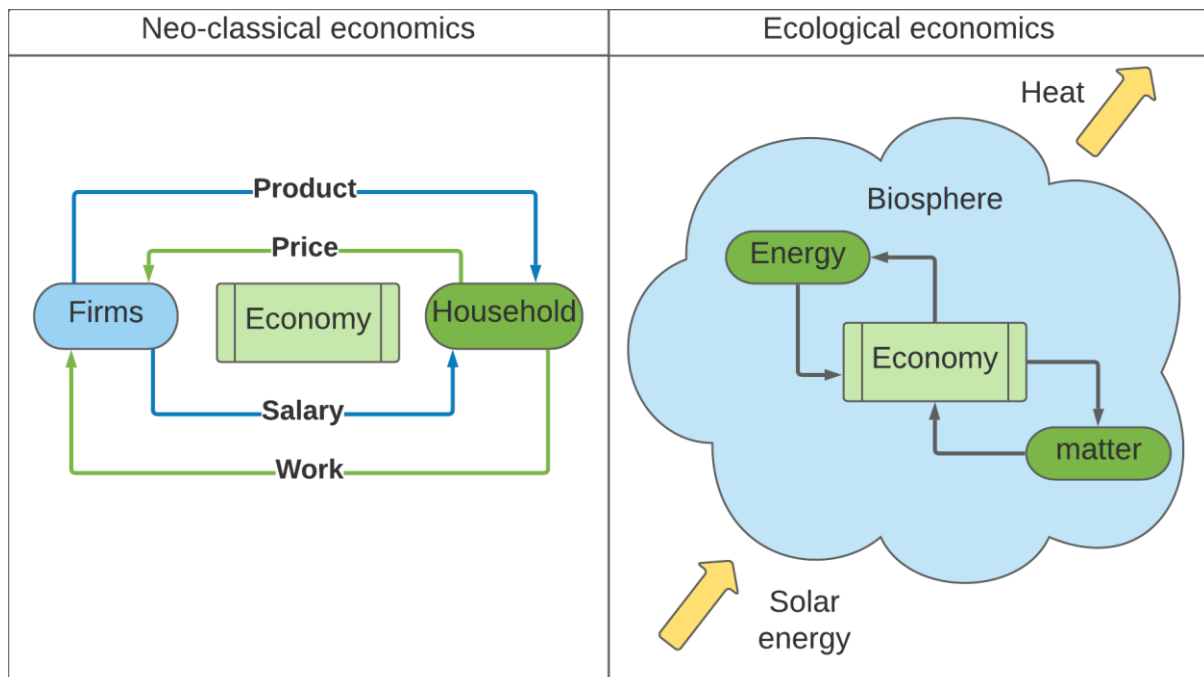 Neo-classical economics
Ecological economics
Product
Price
Firms
Economy
Household
Salary
Work
Heat
Biosphere
Energy
Economy
matter
Solar
energy